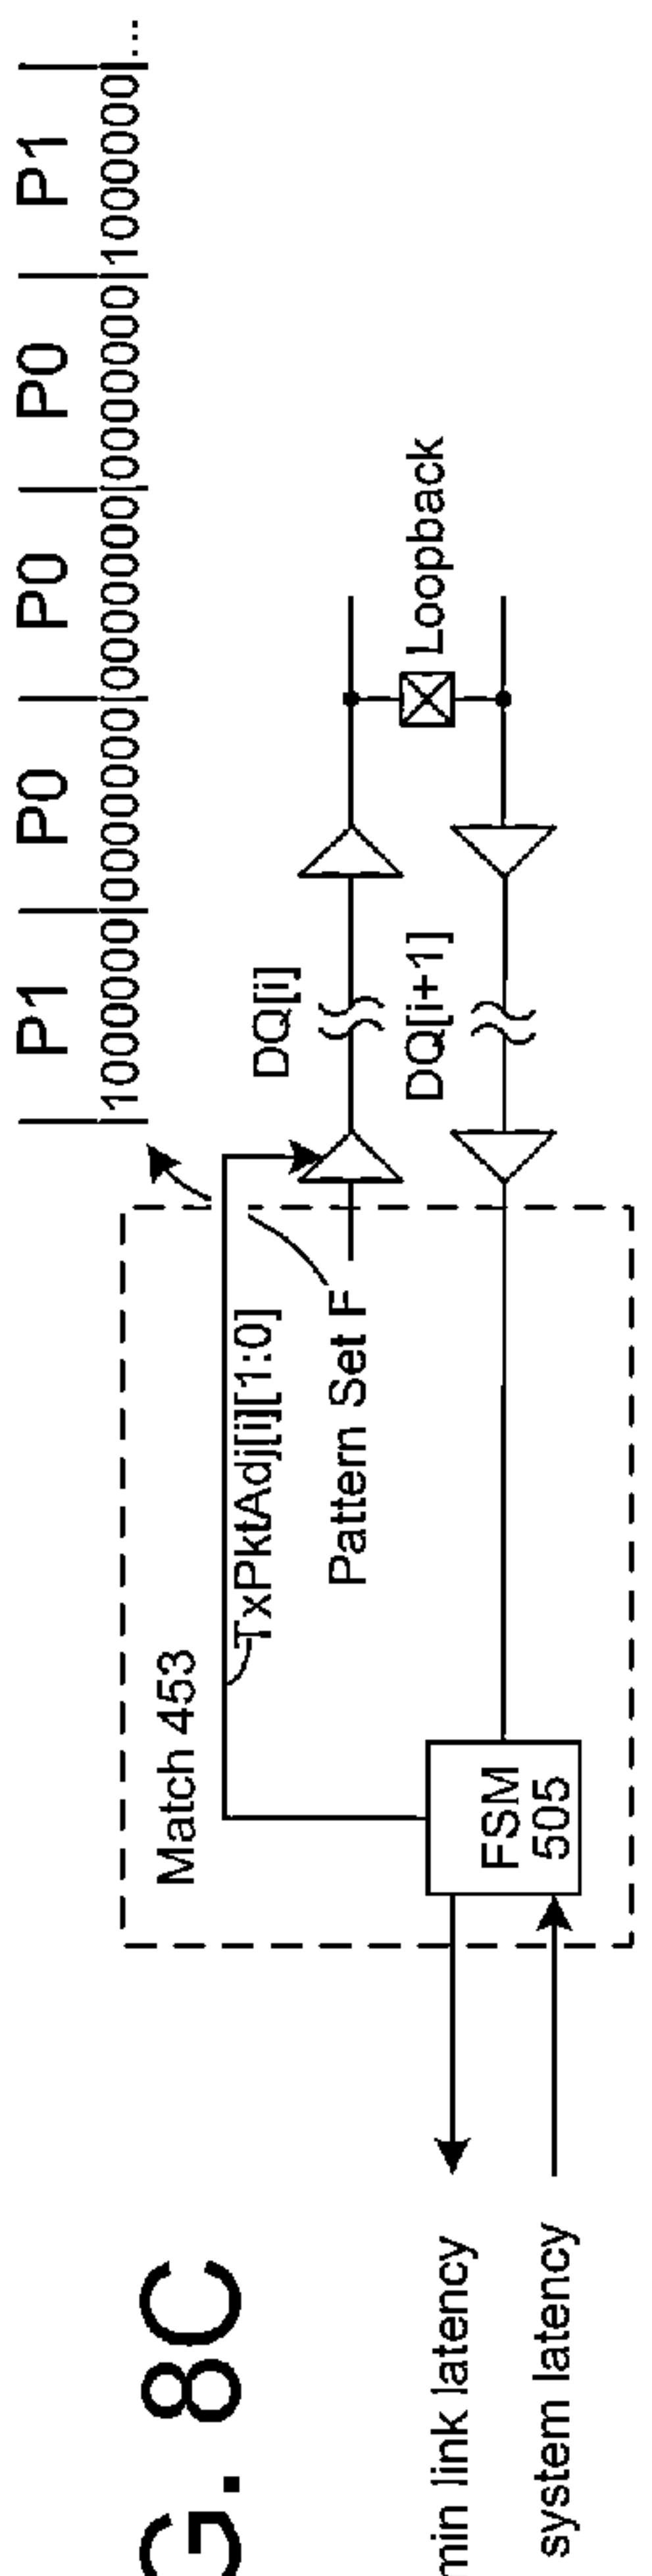 P1 | P0 | P0 | P0 | P1 |
|1000000|0000000|0000000|0000000|1000000|...
Match 453
TxPktAdj[i][1:0]
DQ[i]
Pattern Set F
DQ[i+1]
Loopback
FSM
505
G. 8C
min link latency
system latency